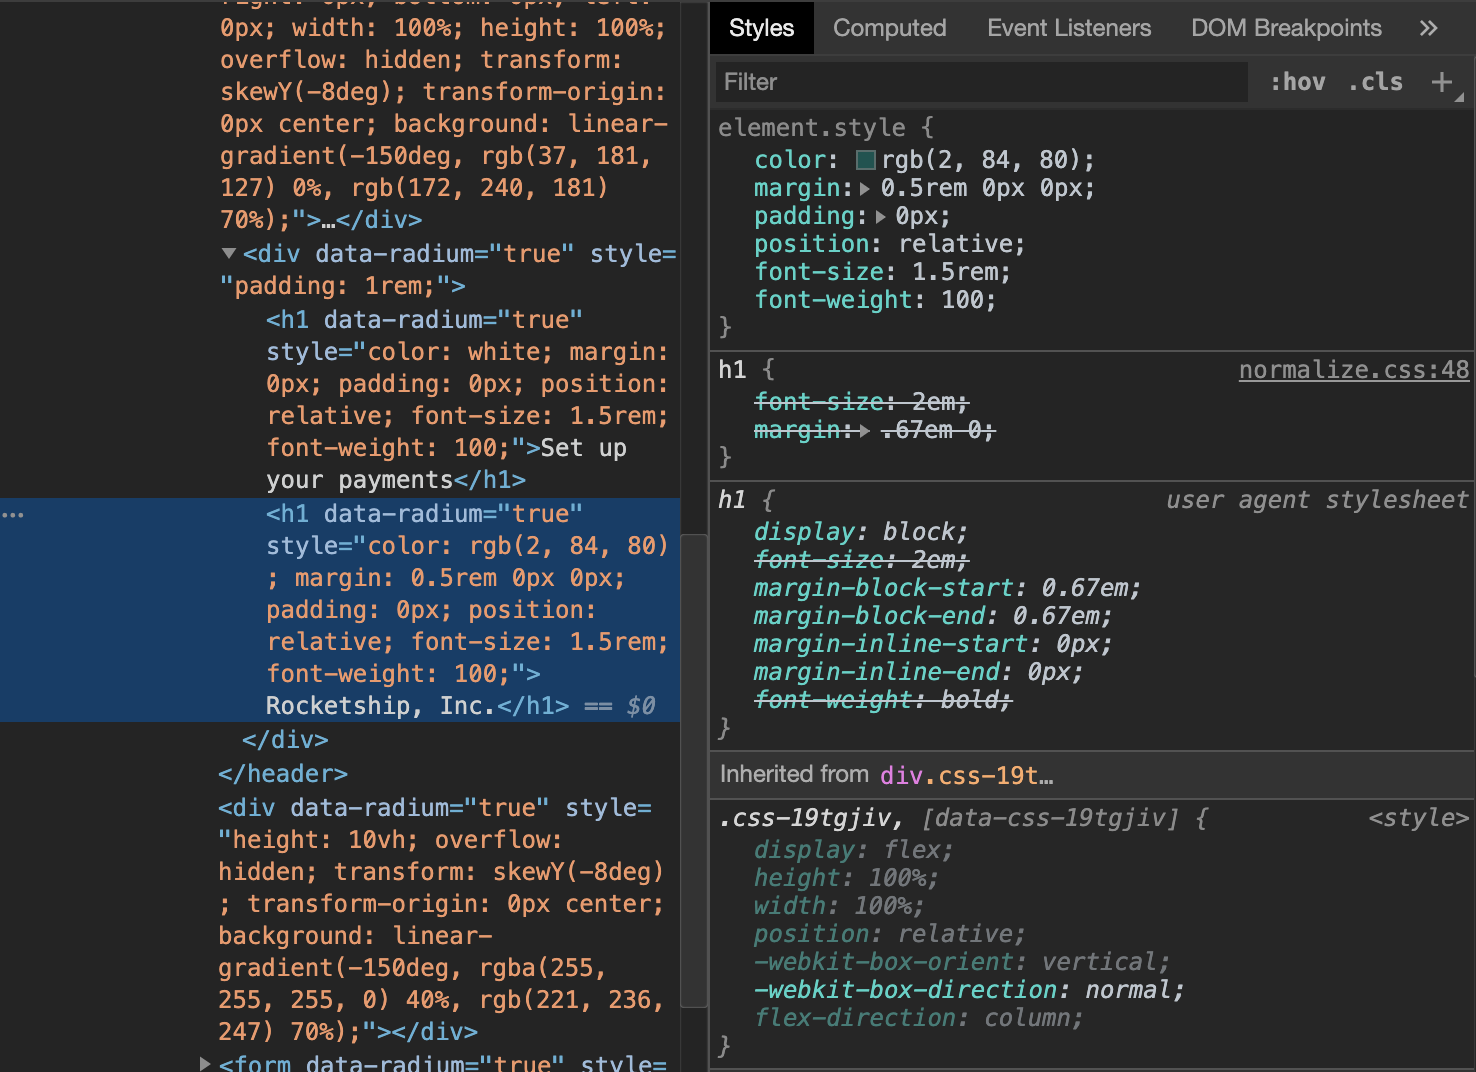 right: 0px; bottom: 0px; left:
0px; width: 100%; height: 100%;
overflow: hidden; transform:
skewY(-8deg); transform-origin:
0px center; background: linear-
gradient(-150deg, rgb(37, 181,
127) 0%, rgb(172, 240, 181)
70%);">…</div>
▼<div data-radium="true" style=
"padding: 1rem;">
<h1 data-radium="true"
style="color: white; margin:
0px; padding: 0px; position:
relative; font-size: 1.5rem;
font-weight: 100;">Set up
your payments</h1>
… <h1 data-radium="true"
style="color: rgb(2, 84, 80)
; margin: 0.5rem 0px 0px;
padding: 0px; position:
relative; font-size: 1.5rem;
font-weight: 100;">
Rocketship, Inc.</h1> == $0
</div>
</header>
<div data-radium="true" style=
"height: 10vh; overflow:
hidden; transform: skewY(-8deg)
; transform-origin: 0px center;
background: linear-
gradient(-150deg, rgba(255,
255, 255, 0) 40%, rgb(221, 236,
247) 70%);"></div>
▶<form data-radium="true" style=
Styles Computed Event Listeners DOM Breakpoints »
Filter :hov .cls +
element.style {
color: rgb(2, 84, 80);
margin:▶ 0.5rem 0px 0px;
padding:▶ 0px;
position: relative;
font-size: 1.5rem;
font-weight: 100;
}
h1 { normalize.css:48
font-size: 2em;
margin:▶ .67em 0;
}
h1 { user agent stylesheet
display: block;
font-size: 2em;
margin-block-start: 0.67em;
margin-block-end: 0.67em;
margin-inline-start: 0px;
margin-inline-end: 0px;
font-weight: bold;
}
Inherited from div.css-19t…
.css-19tgjiv, [data-css-19tgjiv] { <style>
display: flex;
height: 100%;
width: 100%;
position: relative;
-webkit-box-orient: vertical;
-webkit-box-direction: normal;
flex-direction: column;
}